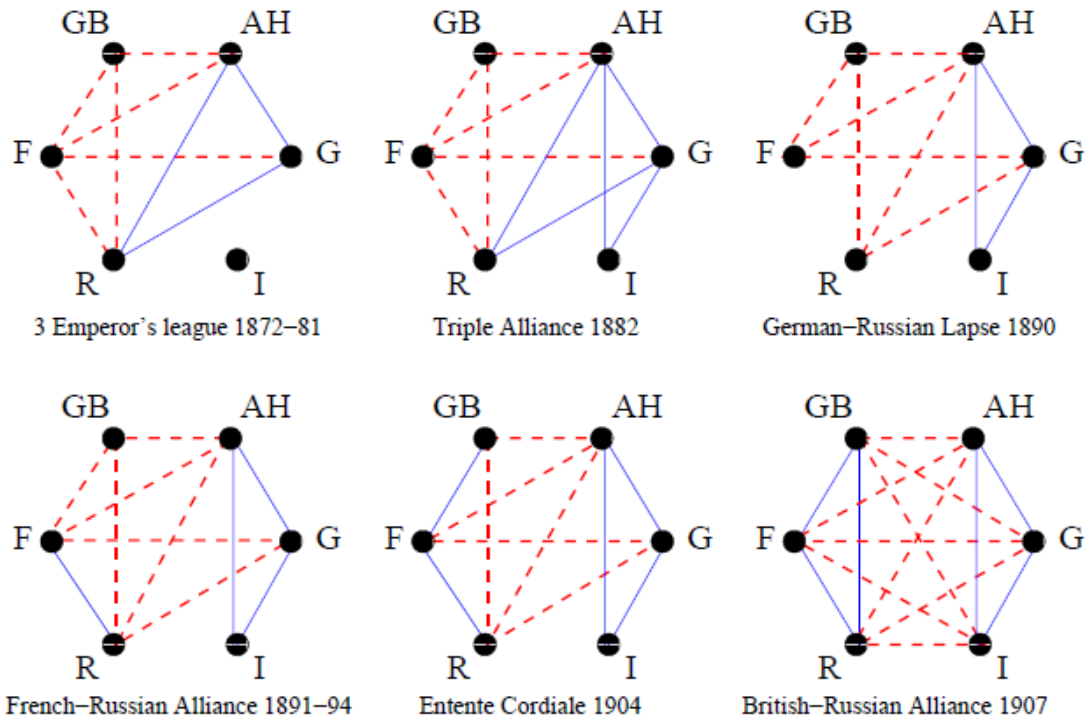 GB AH GB AH GB AH
F G F G F G
R I R I R I
3 Emperor's league 1872–81 Triple Alliance 1882 German–Russian Lapse 1890
GB AH GB AH GB AH
F G F G F G
R I R I R I
French–Russian Alliance 1891–94 Entente Cordiale 1904 British–Russian Alliance 1907